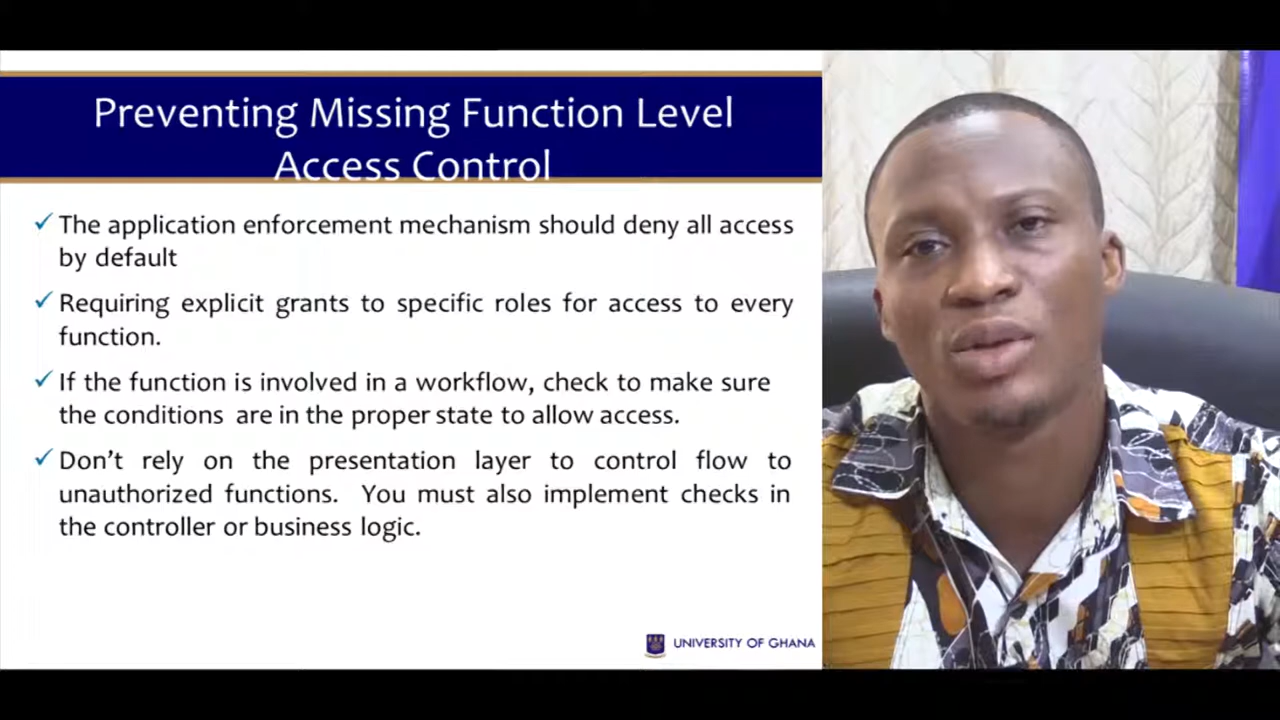 Preventing Missing Function Level
Access Control
✓ The application enforcement mechanism should deny all access
by default
✓ Requiring explicit grants to specific roles for access to every
function.
✓ If the function is involved in a workflow, check to make sure
the conditions are in the proper state to allow access.
✓ Don't rely on the presentation layer to control flow to
unauthorized functions. You must also implement checks in
the controller or business logic.
UNIVERSITY OF GHANA